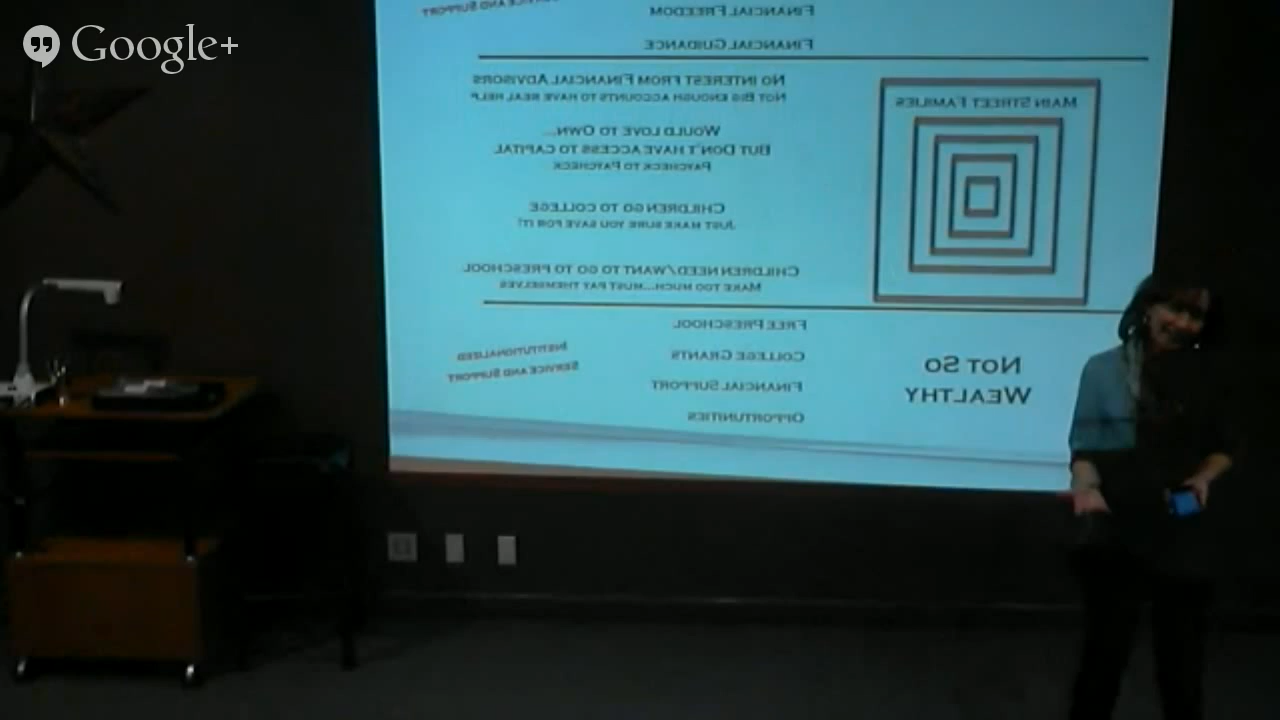 Google+
Service and Support
Financial Freedom
Financial Guidance
No interest from Financial Advisors
Not Big enough accounts to have real help
Would love to Own...
But Don't have access to capital
Paycheck to Paycheck
Children go to college
Just make sure you save for it!
Children need/want to go to preschool
Make too much...must pay themselves
Main Street Families
Free Preschool
College Grants
Financial Support
Opportunities
Institutionalized
Service and Support
Not So
Wealthy